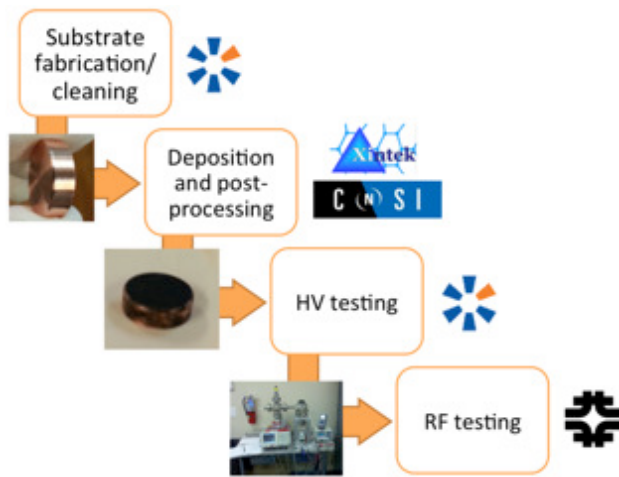 Substrate
fabrication/
cleaning
Deposition
and post-
processing
Xintek
C N S I
HV testing
RF testing